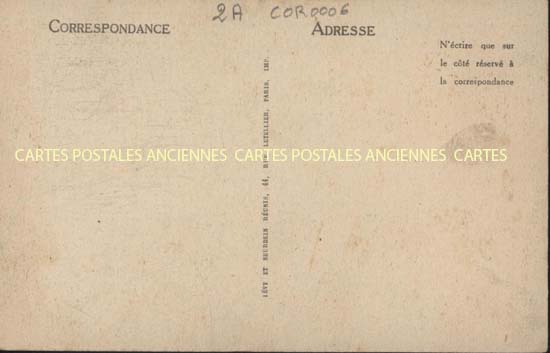 2A COR0006
CORRESPONDANCE
ADRESSE
N'écrire que sur
le côté réservé à
la correspondance
LÉVY ET NEURDEIN RÉUNIS, 44, RUE LETELLIER, PARIS, IMP.
CARTES POSTALES ANCIENNES CARTES POSTALES ANCIENNES CARTES